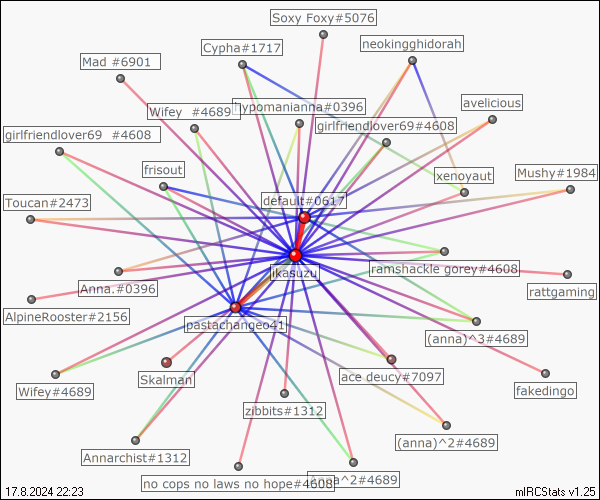 Soxy Foxy#5076
Cypha#1717
neokingghidorah
Mad #6901
Wifey #4689
hypomanianna#0396
avelicious
girlfriendlover69 #4608
girlfriendlover69#4608
frisout
xenoyaut
Mushy#1984
Toucan#2473
default#0617
Anna.#0396
jikasuzu
ramshackle gorey#4608
rattgaming
AlpineRooster#2156
pastachangeo41
(anna)^3#4689
Wifey#4689
Skalman
ace deucy#7097
fakedingo
zibbits#1312
Annarchist#1312
(anna)^2#4689
no cops no laws no hope#4608
Anna^2#4689
17.8.2024 22:23
mIRCStats v1.25